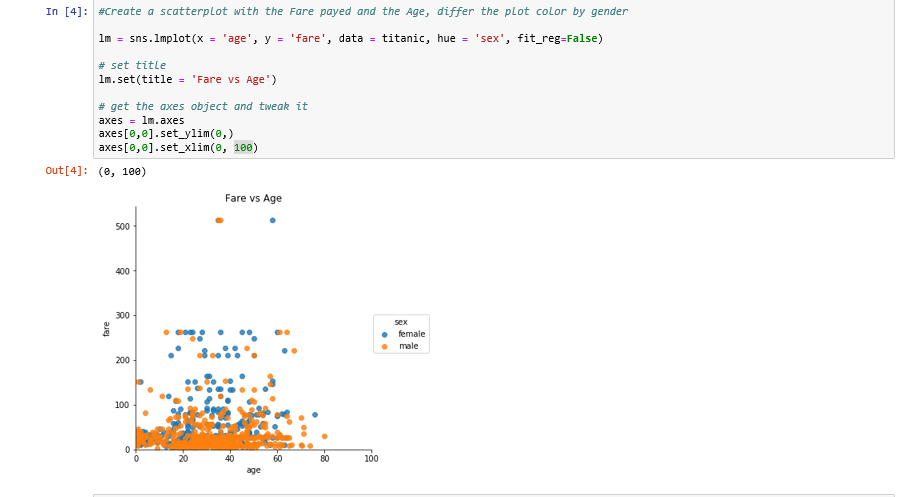 In [4]: #Create a scatterplot with the Fare payed and the Age, differ the plot color by gender
lm = sns.lmplot(x = 'age', y = 'fare', data = titanic, hue = 'sex', fit_reg=False)
# set title
lm.set(title = 'Fare vs Age')
# get the axes object and tweak it
axes = lm.axes
axes[0,0].set_ylim(0,)
axes[0,0].set_xlim(0, 100)
Out[4]: (0, 100)
Fare vs Age
500
400
300
200
100
0
fare
0 20 40 60 80 100
age
sex
female
male